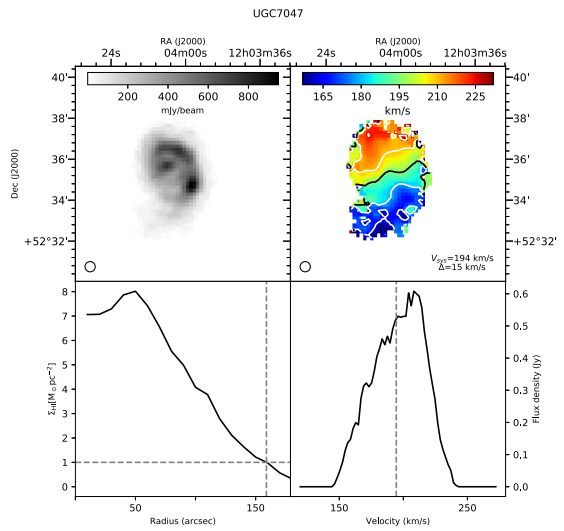 UGC7047
RA (J2000)
24s 04m00s 12h03m36s
RA (J2000)
24s 04m00s 12h03m36s
40'
38'
36'
34'
+52°32'
Dec (J2000)
200 400 600 800
mJy/beam
165 180 195 210 225
km/s
V_sys=194 km/s
Δ=15 km/s
40'
38'
36'
34'
+52°32'
8
7
6
5
4
3
2
1
0
Σ_HI[M_⊙ pc⁻²]
50 150
Radius (arcsec)
150 250
Velocity (km/s)
0,6
0,5
0,4
0,3
0,2
0,1
0,0
Flux density (Jy)